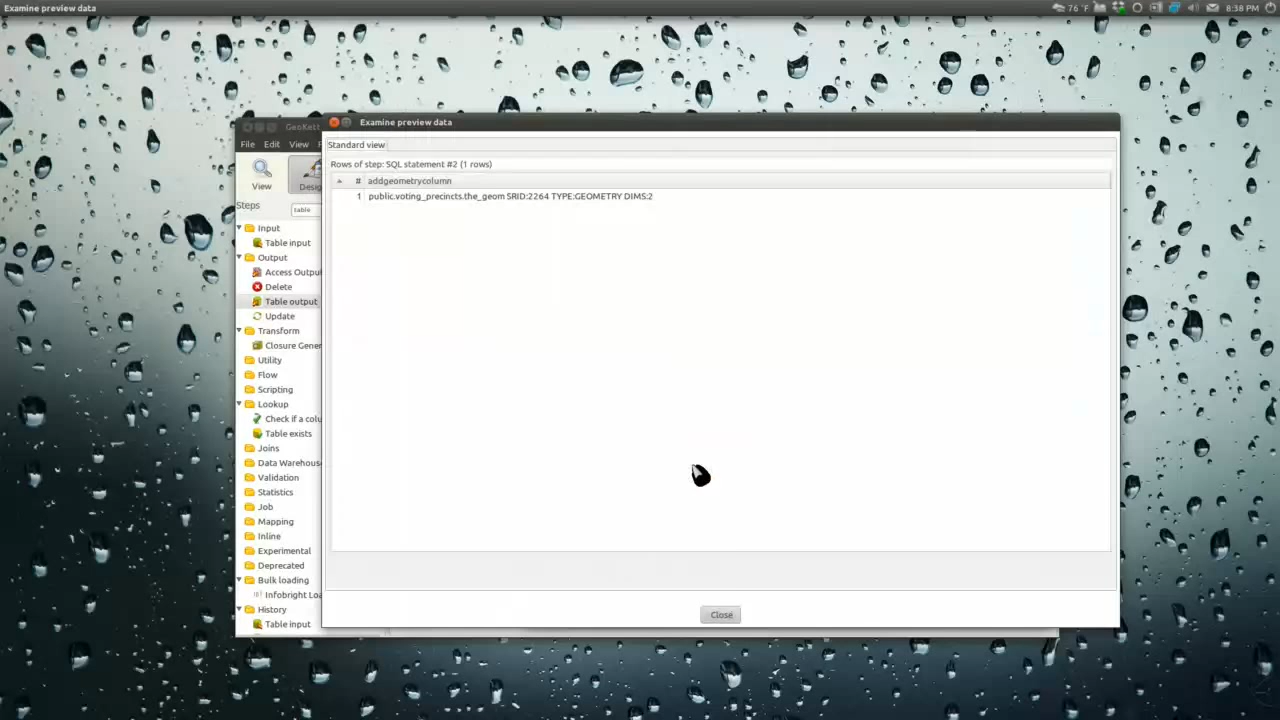 Examine preview data
76 °F
8:38 PM
GeoKett
Examine preview data
File Edit View
Standard view
View
Desig
Rows of step: SQL statement #2 (1 rows)
# addgeometrycolumn
1 public.voting_precincts.the_geom SRID:2264 TYPE:GEOMETRY DIMS:2
Steps
table
Input
Table input
Output
Access Outpu
Delete
Table output
Update
Transform
Closure Gener
Utility
Flow
Scripting
Lookup
Check if a colu
Table exists
Joins
Data Warehous
Validation
Statistics
Job
Mapping
Inline
Experimental
Deprecated
Bulk loading
Infobright Loa
History
Table input
Close